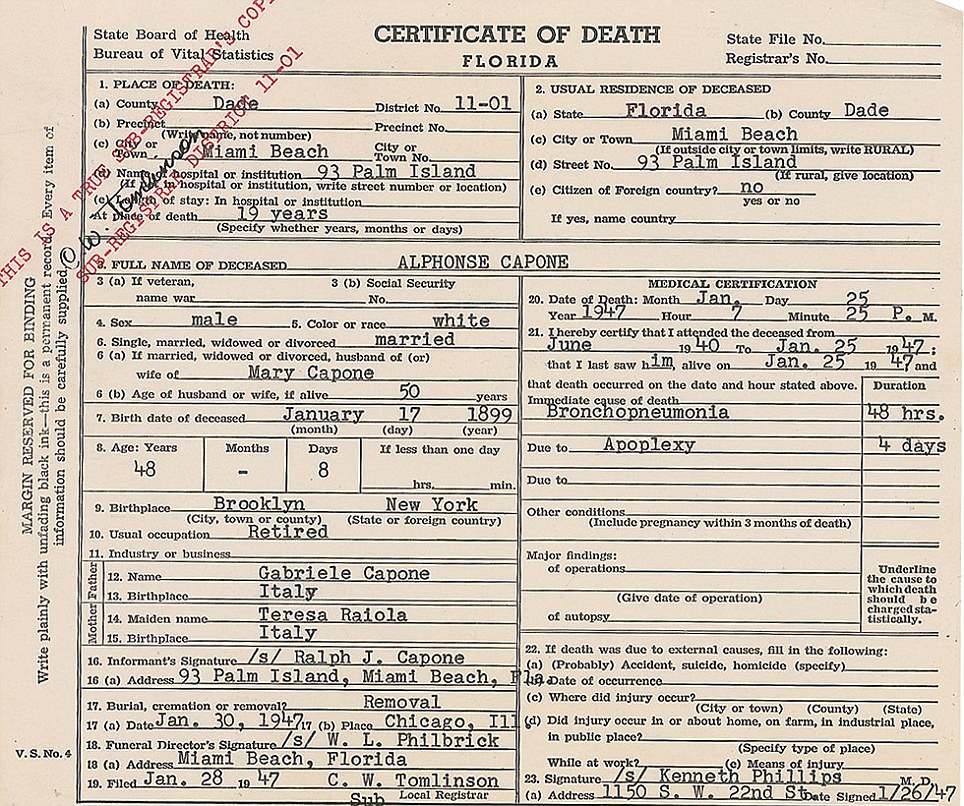 State Board of Health
Bureau of Vital Statistics
CERTIFICATE OF DEATH
FLORIDA
State File No.
Registrar's No.
THIS IS A TRUE SUB-REGISTRAR'S COPY
SUB-REGISTRAR DISTRICT 11-01
C. W. Tomlinson
MARGIN RESERVED FOR BINDING
Write plainly with unfading black ink—this is a permanent record. Every item of
information should be carefully supplied.
V. S. No. 4
1. PLACE OF DEATH:
(a) County Dade District No. 11-01
(b) Precinct Precinct No.
(Write name, not number)
(c) City or Town Miami Beach City or Town No.
(d) Name of hospital or institution 93 Palm Island
(If not in hospital or institution, write street number or location)
(e) Length of stay: In hospital or institution
At place of death 19 years
(Specify whether years, months or days)
2. USUAL RESIDENCE OF DECEASED
(a) State Florida (b) County Dade
(c) City or Town Miami Beach
(If outside city or town limits, write RURAL)
(d) Street No. 93 Palm Island
(If rural, give location)
(e) Citizen of Foreign country? no
yes or no
If yes, name country
3. FULL NAME OF DECEASED ALPHONSE CAPONE
3 (a) If veteran, 3 (b) Social Security
name war No.
4. Sex male 5. Color or race white
6. Single, married, widowed or divorced married
6 (a) If married, widowed or divorced, husband of (or)
wife of Mary Capone
6 (b) Age of husband or wife, if alive 50 years
7. Birth date of deceased January 17 1899
(month) (day) (year)
8. Age: Years Months Days If less than one day
48 - 8
hrs. min.
9. Birthplace Brooklyn New York
(City, town or county) (State or foreign country)
10. Usual occupation Retired
11. Industry or business
Father
12. Name Gabriele Capone
13. Birthplace Italy
Mother
14. Maiden name Teresa Raiola
15. Birthplace Italy
16. Informant's Signature /s/ Ralph J. Capone
16 (a) Address 93 Palm Island, Miami Beach, Fla.
17. Burial, cremation or removal? Removal
17 (a) Date Jan. 30, 1947 17 (b) Place Chicago, Ill
18. Funeral Director's Signature /s/ W. L. Philbrick
18 (a) Address Miami Beach, Florida
19. Filed Jan. 28 1947 C. W. Tomlinson
Sub Local Registrar
MEDICAL CERTIFICATION
20. Date of Death: Month Jan. Day 25
Year 1947 Hour 7 Minute 25 P. M.
21. I hereby certify that I attended the deceased from
June 1940 To Jan. 25 1947;
that I last saw him, alive on Jan. 25 1947 and
that death occurred on the date and hour stated above. Duration
Immediate cause of death
Bronchopneumonia 48 hrs.
Due to Apoplexy 4 days
Due to
Other conditions
(Include pregnancy within 3 months of death)
Major findings:
of operations
(Give date of operation)
of autopsy
Underline
the cause to
which death
should be
charged sta-
tistically.
22. If death was due to external causes, fill in the following:
(a) (Probably) Accident, suicide, homicide (specify)
(b) Date of occurrence
(c) Where did injury occur?
(City or town) (County) (State)
(d) Did injury occur in or about home, on farm, in industrial place,
in public place?
(Specify type of place)
While at work? (e) Means of injury
23. Signature /s/ Kenneth Phillips M. D.
(a) Address 1150 S. W. 22nd St. Date Signed 1/26/47